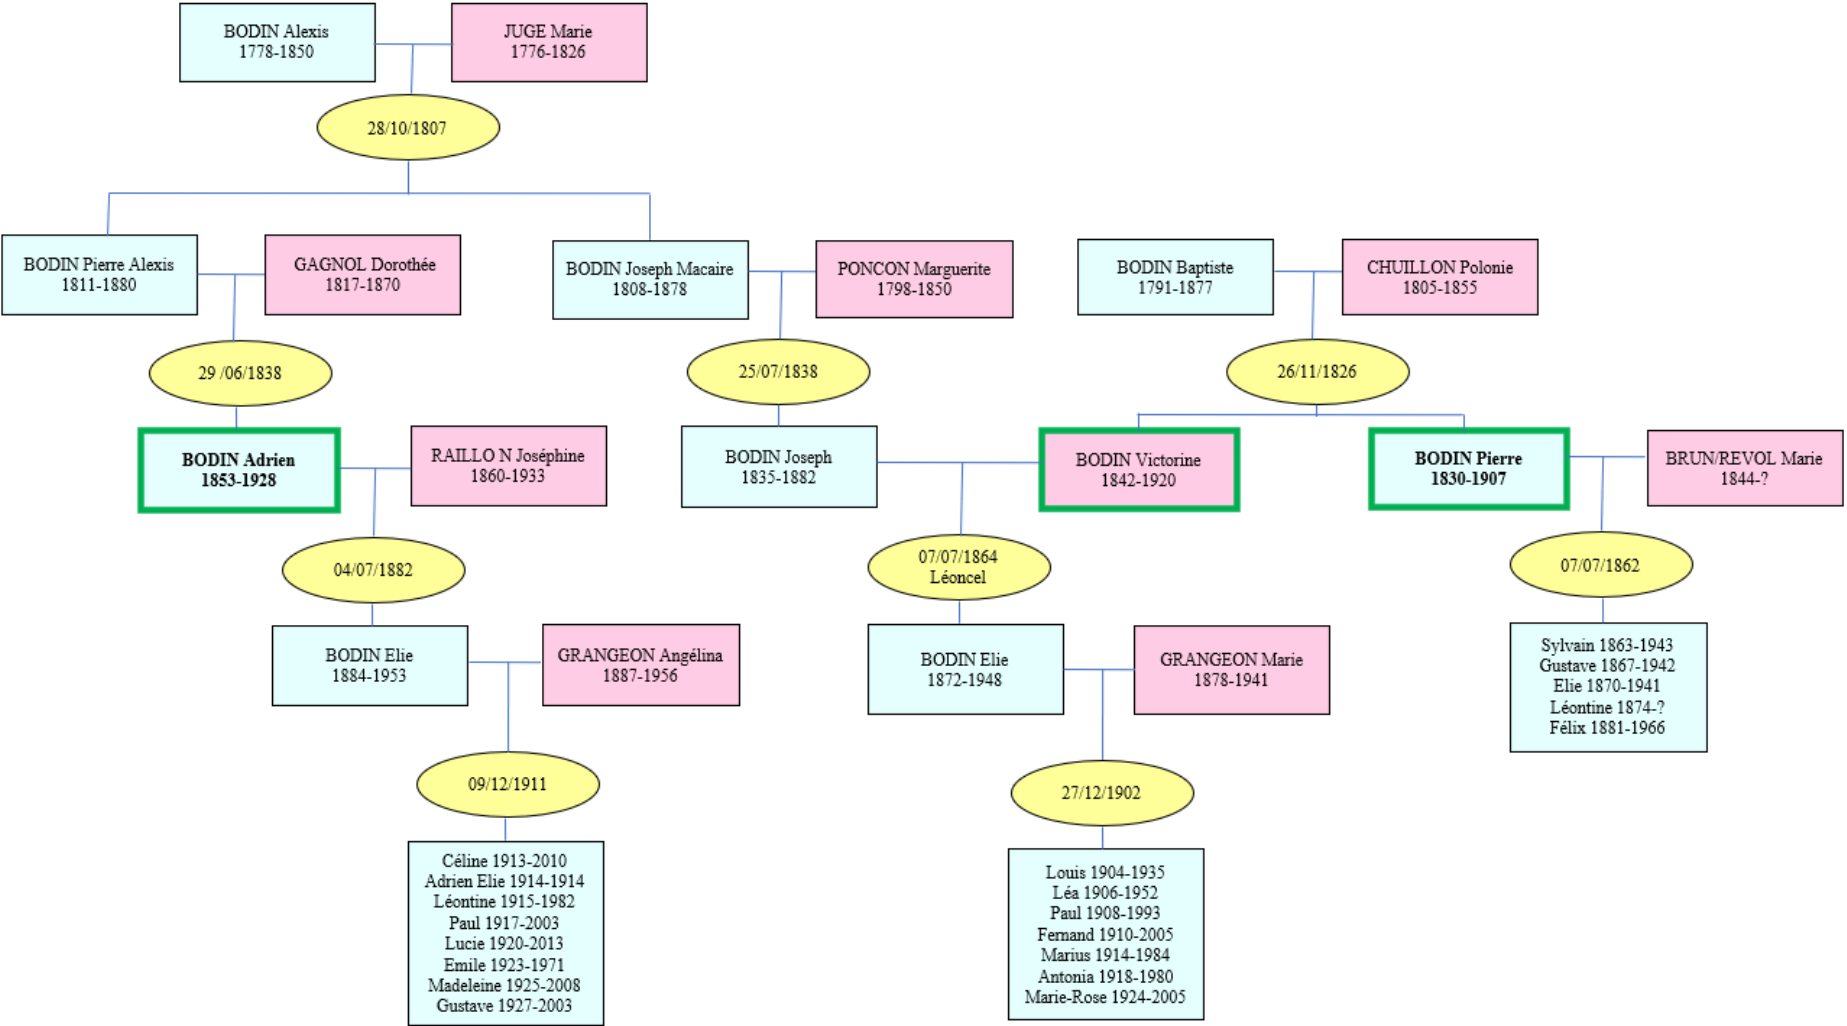 BODIN Alexis
1778-1850
JUGE Marie
1776-1826
28/10/1807
BODIN Pierre Alexis
1811-1880
GAGNOL Dorothée
1817-1870
BODIN Joseph Macaire
1808-1878
PONCON Marguerite
1798-1850
BODIN Baptiste
1791-1877
CHUILLON Polonie
1805-1855
29 /06/1838
25/07/1838
26/11/1826
BODIN Adrien
1853-1928
RAILLO N Joséphine
1860-1933
BODIN Joseph
1835-1882
BODIN Victorine
1842-1920
BODIN Pierre
1830-1907
BRUN/REVOL Marie
1844-?
04/07/1882
07/07/1864
Léoncel
07/07/1862
BODIN Elie
1884-1953
GRANGEON Angélina
1887-1956
BODIN Elie
1872-1948
GRANGEON Marie
1878-1941
Sylvain 1863-1943
Gustave 1867-1942
Elie 1870-1941
Léontine 1874-?
Félix 1881-1966
09/12/1911
27/12/1902
Céline 1913-2010
Adrien Elie 1914-1914
Léontine 1915-1982
Paul 1917-2003
Lucie 1920-2013
Emile 1923-1971
Madeleine 1925-2008
Gustave 1927-2003
Louis 1904-1935
Léa 1906-1952
Paul 1908-1993
Fernand 1910-2005
Marius 1914-1984
Antonia 1918-1980
Marie-Rose 1924-2005